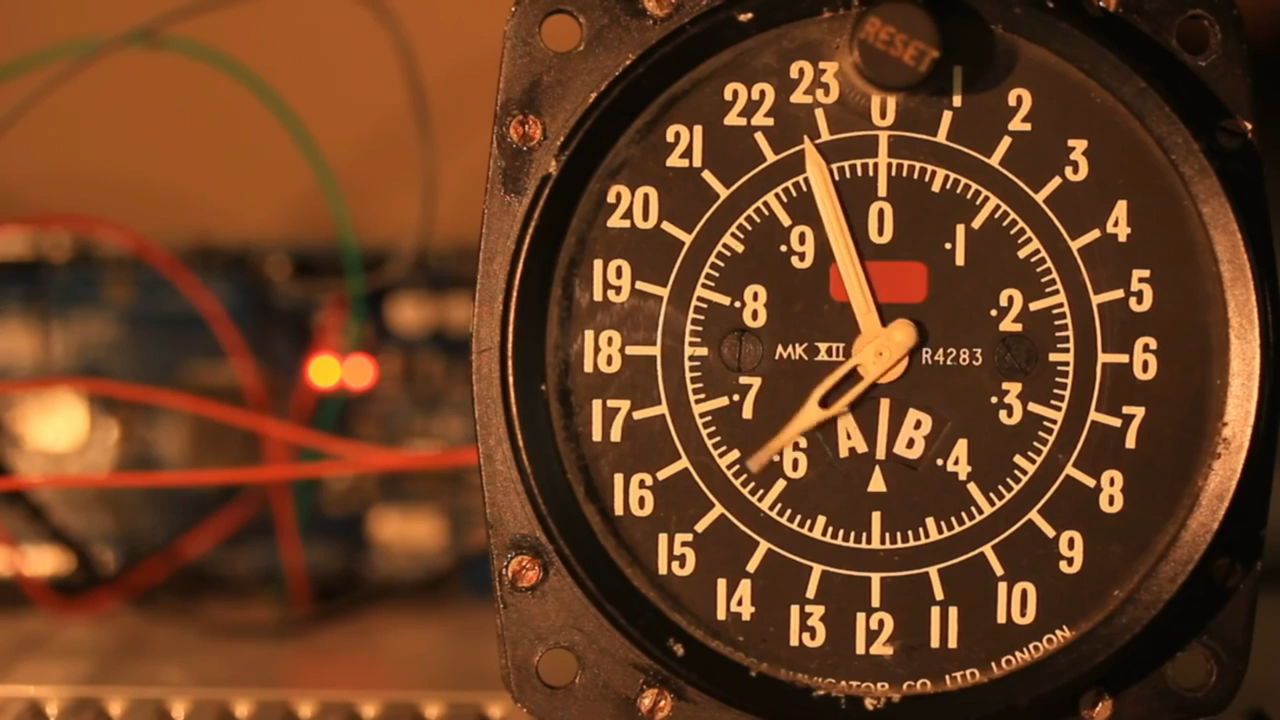 RESET
23 0 1 2 3 4 5 6 7 8 9 10 11 12 13 14 15 16 17 18 19 20 21 22
0 ·1 ·2 ·3 ·4 ·6 ·7 ·8 ·9
MK XII R4283
A B
NAVIGATOR CO. LTD. LONDON.